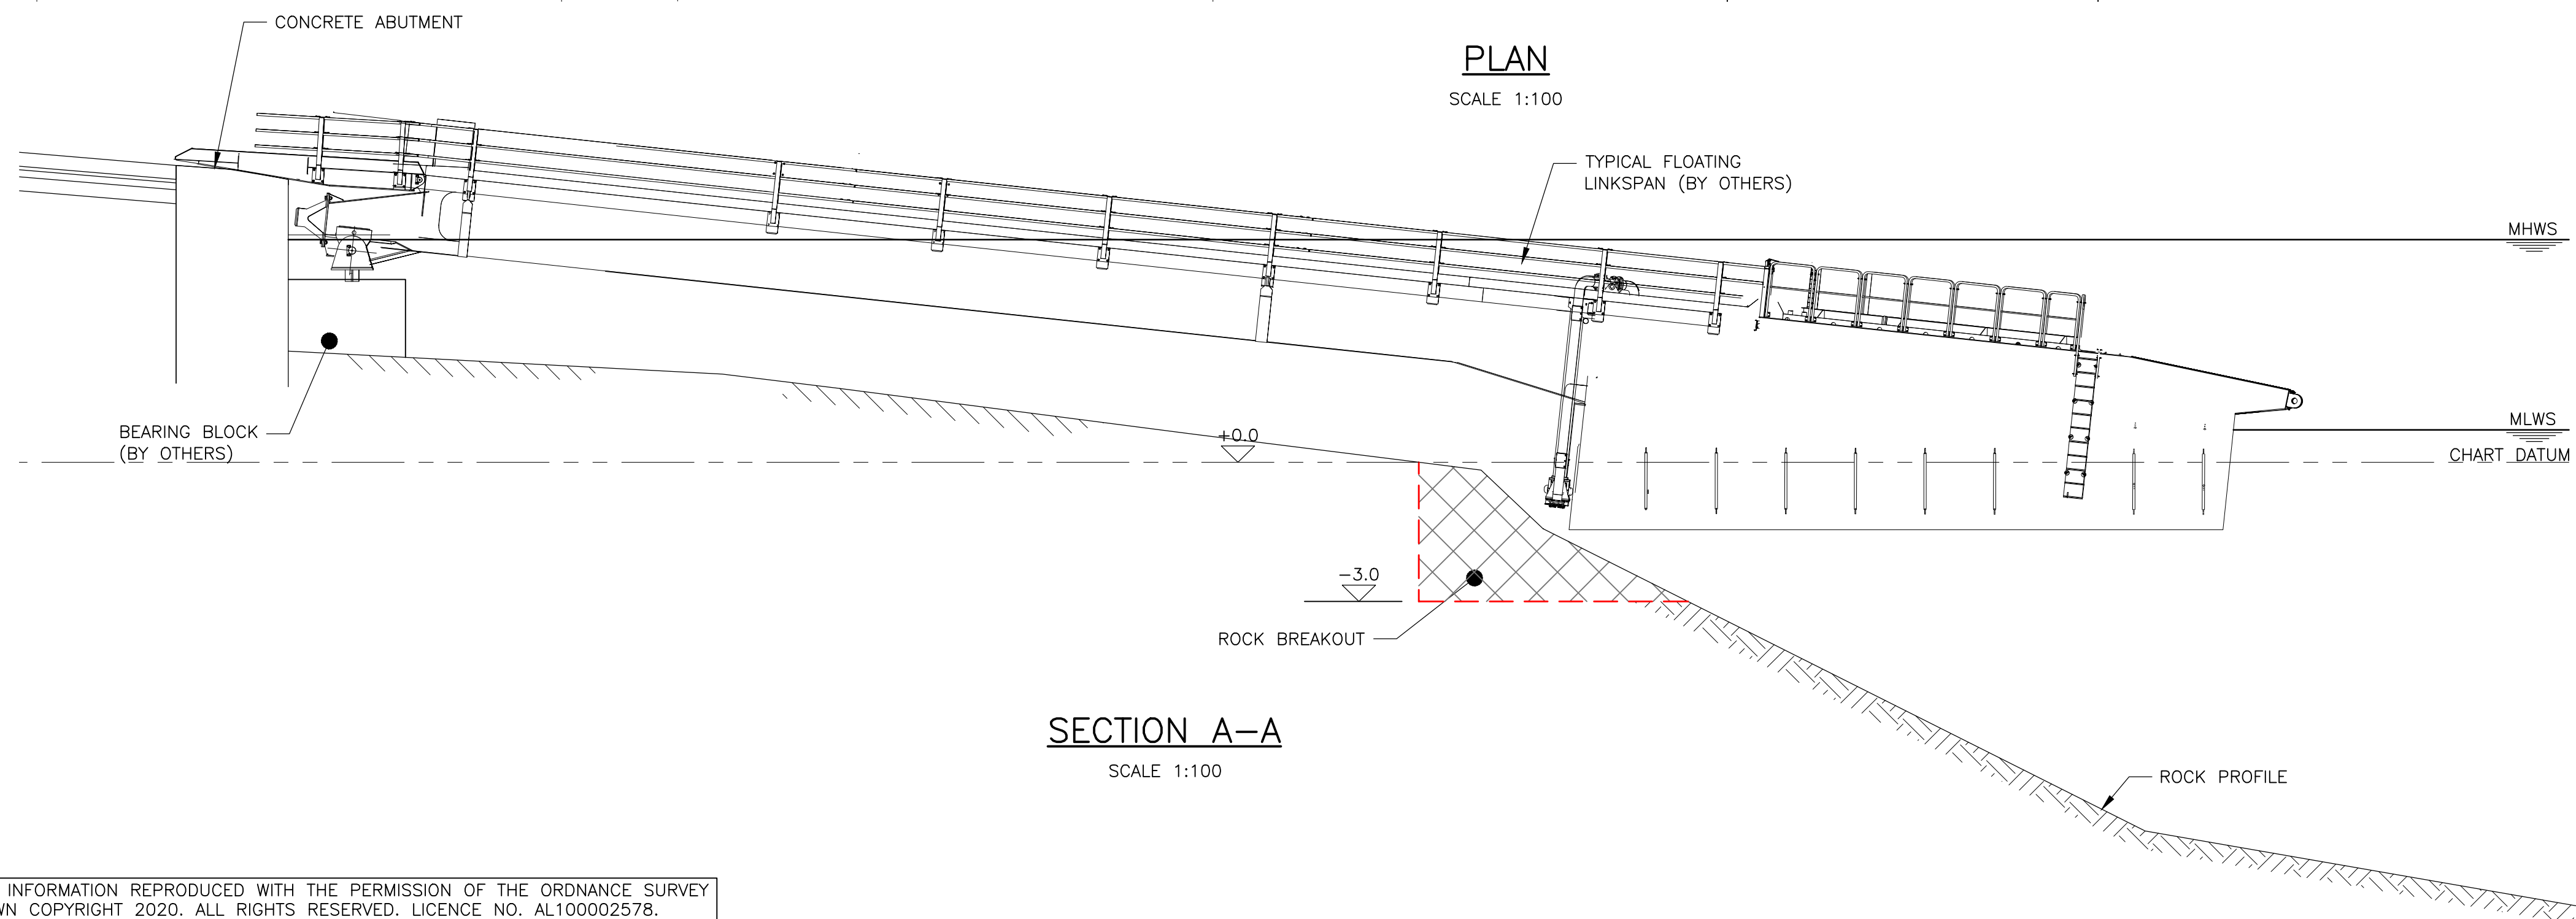 CONCRETE ABUTMENT
PLAN
SCALE 1:100
TYPICAL FLOATING
LINKSPAN (BY OTHERS)
MHWS
MLWS
BEARING BLOCK
(BY OTHERS)
+0.0
CHART DATUM
-3.0
ROCK BREAKOUT
SECTION A-A
SCALE 1:100
ROCK PROFILE
INFORMATION REPRODUCED WITH THE PERMISSION OF THE ORDNANCE SURVEY
WN COPYRIGHT 2020. ALL RIGHTS RESERVED. LICENCE NO. AL100002578.